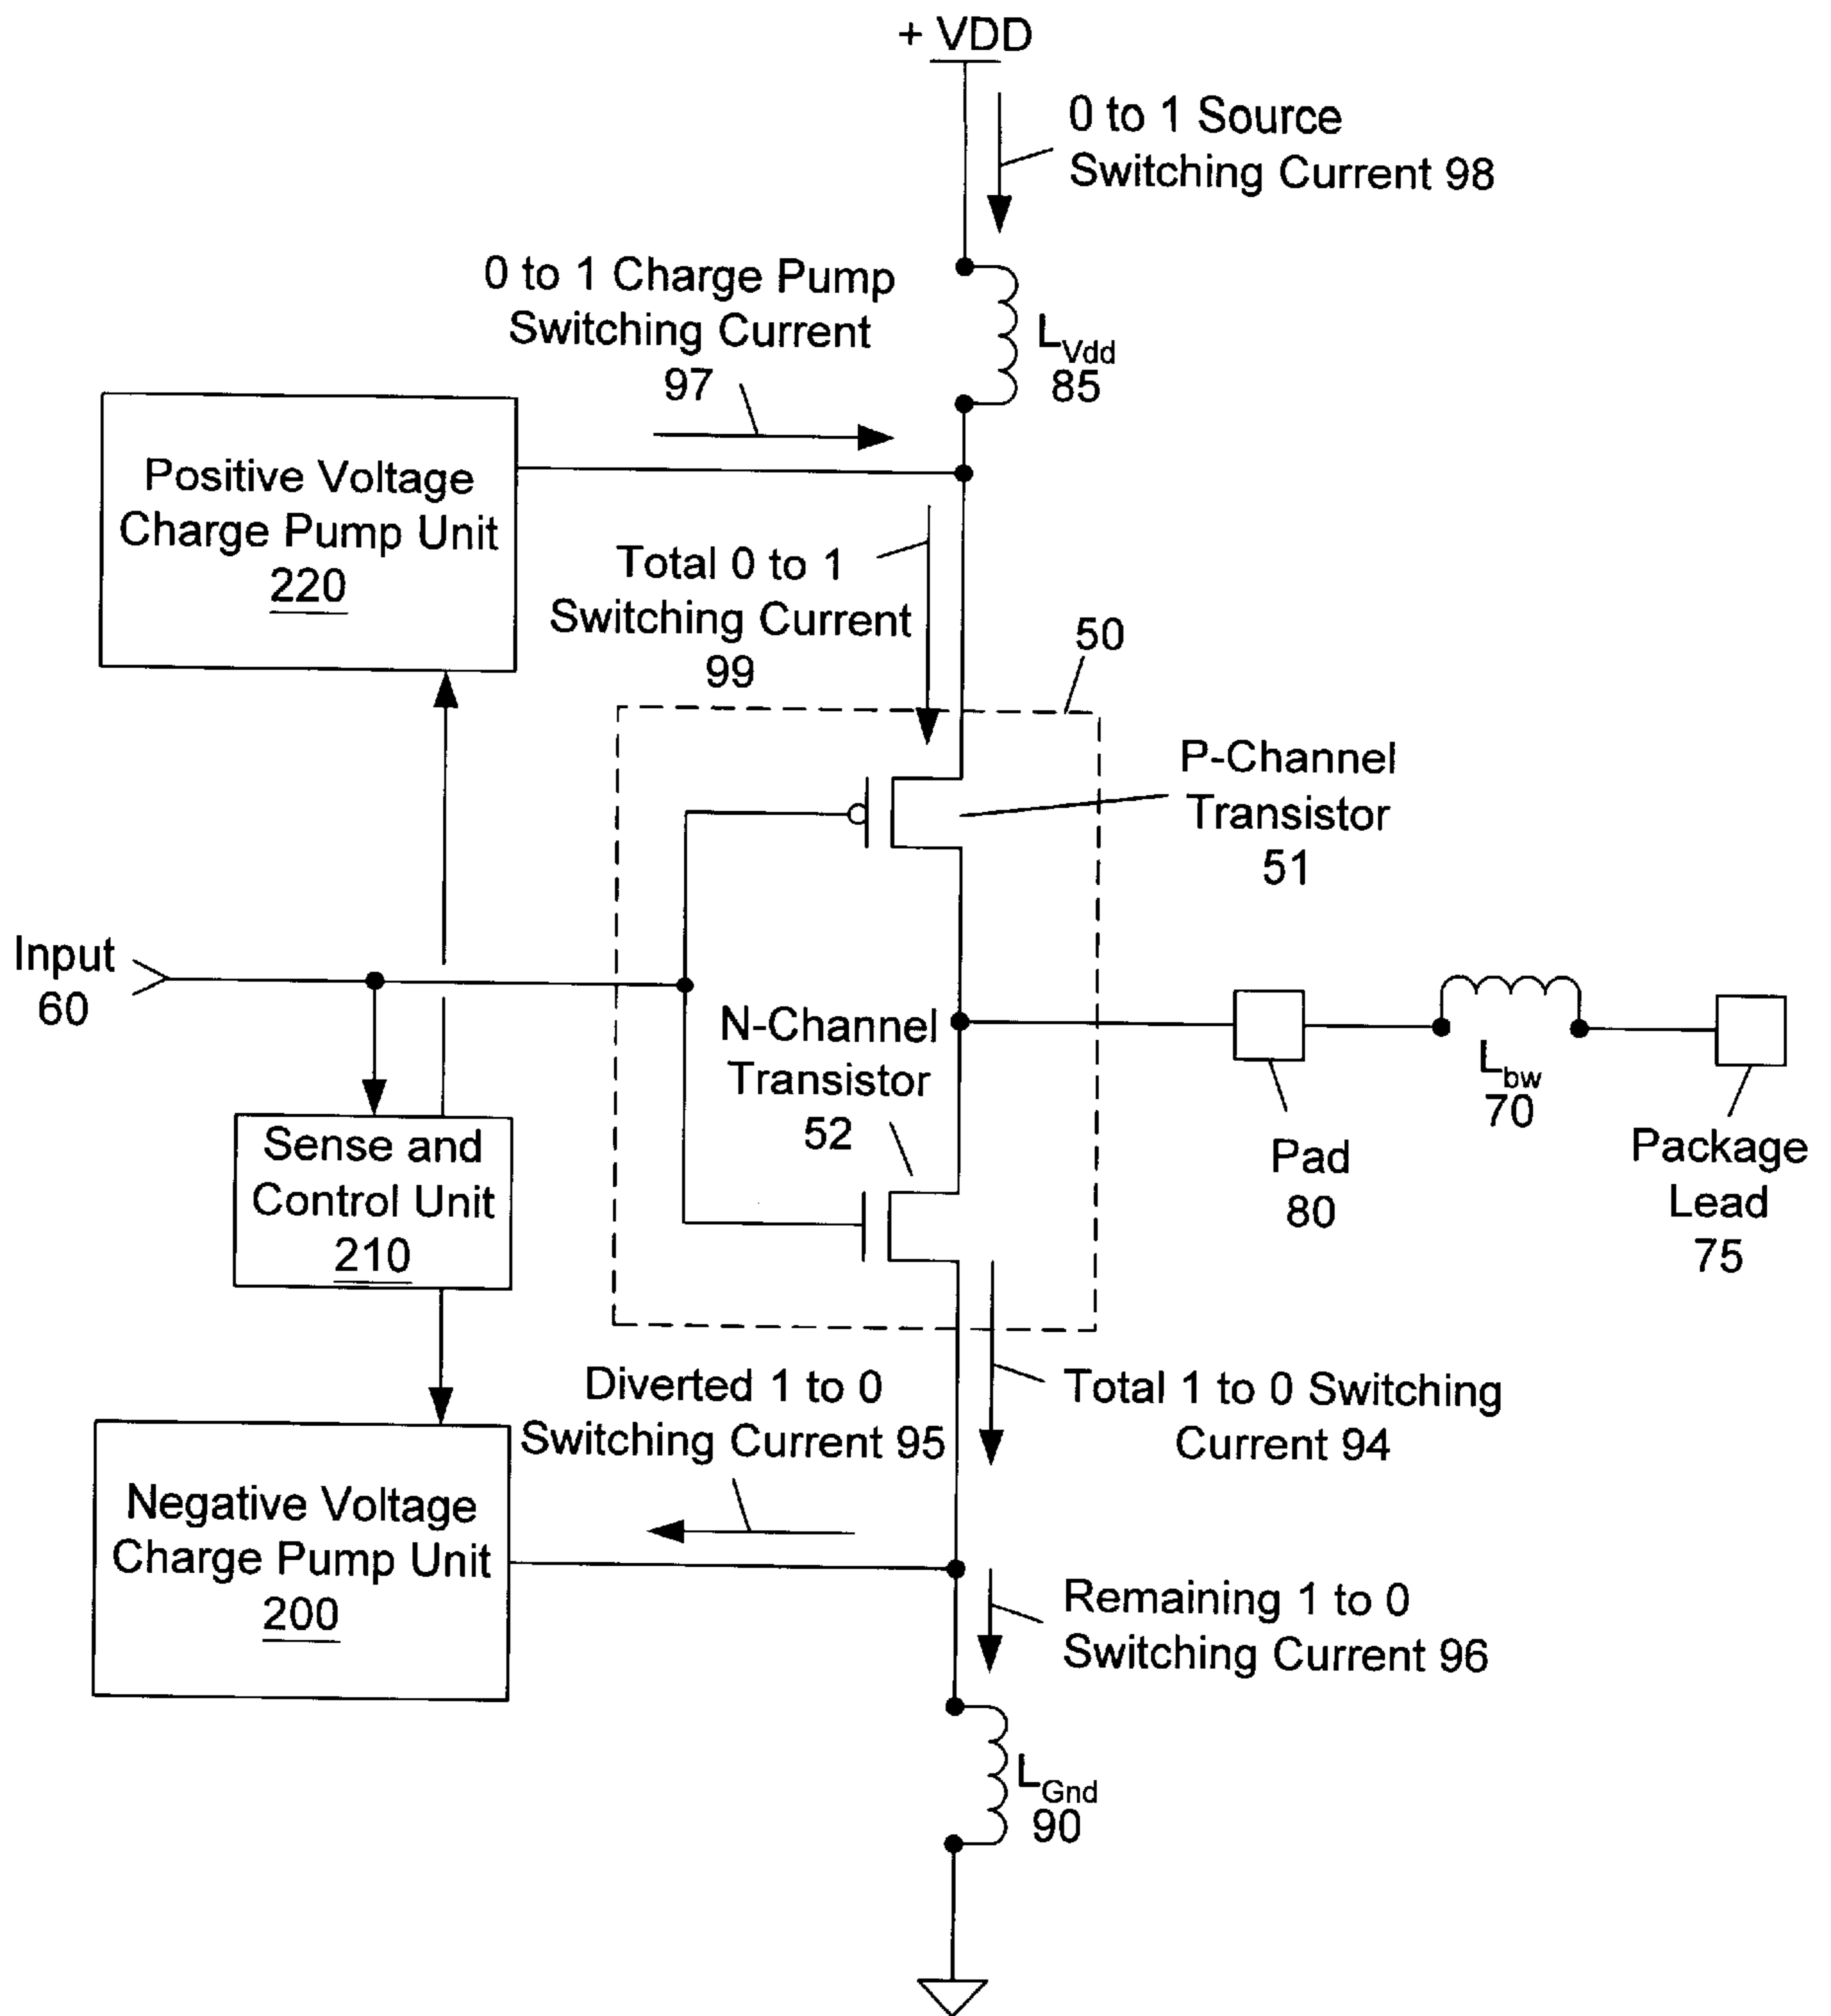 + VDD
0 to 1 Source
Switching Current 98
0 to 1 Charge Pump
Switching Current
97
L_Vdd
85
Positive Voltage
Charge Pump Unit
220
Total 0 to 1
Switching Current
99
50
P-Channel
Transistor
51
Input
60
N-Channel
Transistor
52
L_bw
70
Pad
80
Package
Lead
75
Sense and
Control Unit
210
Diverted 1 to 0
Switching Current 95
Total 1 to 0 Switching
Current 94
Negative Voltage
Charge Pump Unit
200
Remaining 1 to 0
Switching Current 96
L_Gnd
90